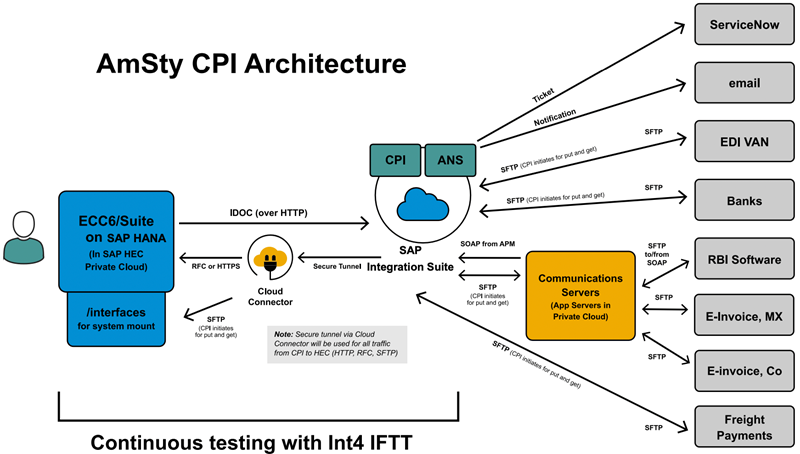 AmSty CPI Architecture
ServiceNow
email
EDI VAN
Banks
RBI Software
E-Invoice, MX
E-invoice, Co
Freight
Payments
Ticket
Notification
SFTP (CPI initiates for put and get)
SFTP
SFTP (CPI initiates for put and get)
SFTP
CPI
ANS
SAP
Integration Suite
ECC6/Suite
on SAP HANA
(In SAP HEC
Private Cloud)
/interfaces
for system mount
IDOC (over HTTP)
RFC or HTTPS
Cloud
Connector
Secure Tunnel
SFTP
(CPI initiates
for put and get)
Note: Secure tunnel via Cloud
Connector will be used for all traffic
from CPI to HEC (HTTP, RFC, SFTP)
SOAP from APM
SFTP
(CPI initiates
for put and get)
Communications
Servers
(App Servers in
Private Cloud)
SFTP
to/from
SOAP
SFTP
SFTP
SFTP (CPI initiates for put and get)
SFTP
Continuous testing with Int4 IFTT